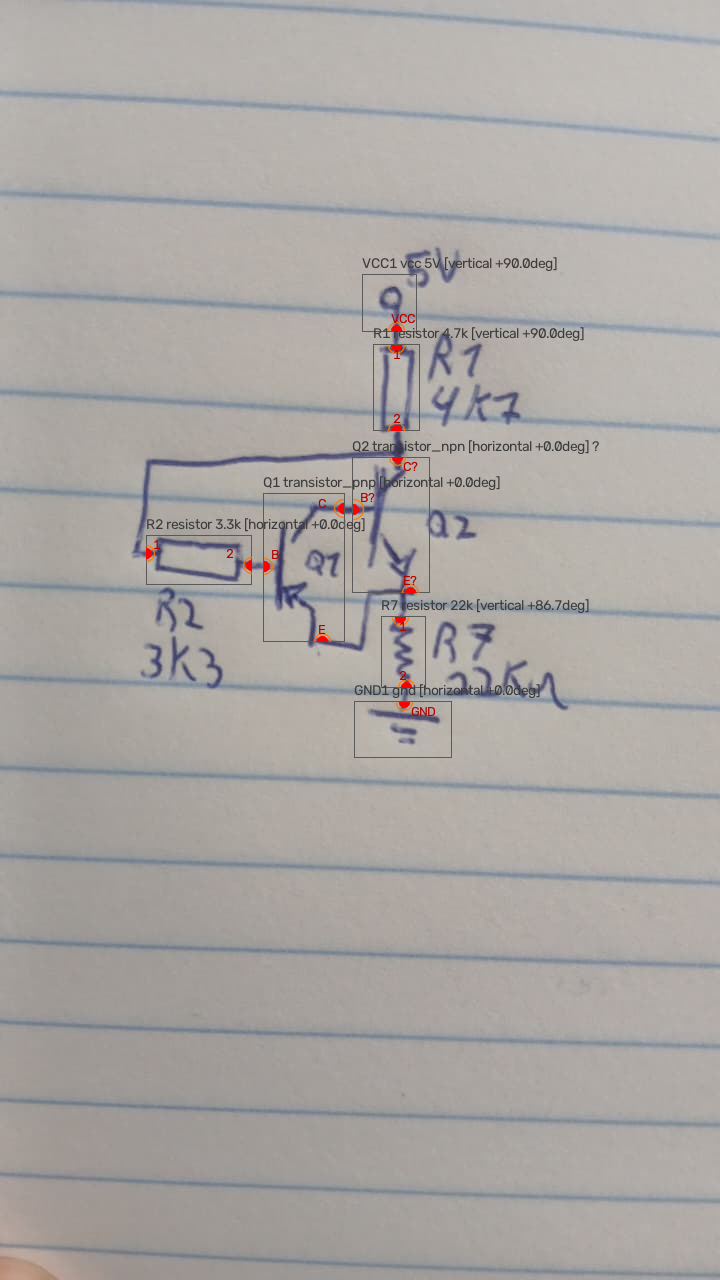 5V
VCC1 vcc 5V [vertical +90.0deg]
VCC
R1 resistor 4.7k [vertical +90.0deg]
1
R1
4K7
2
Q2 transistor_npn [horizontal +0.0deg] ?
C?
Q1 transistor_pnp [horizontal +0.0deg]
C
B?
R2 resistor 3.3k [horizontal +0.0deg]
Q2
1
2
B
Q1
E?
R2
R7 resistor 22k [vertical +86.7deg]
1
E
R7
3K3
2
22KΩ
GND1 gnd [horizontal +0.0deg]
GND